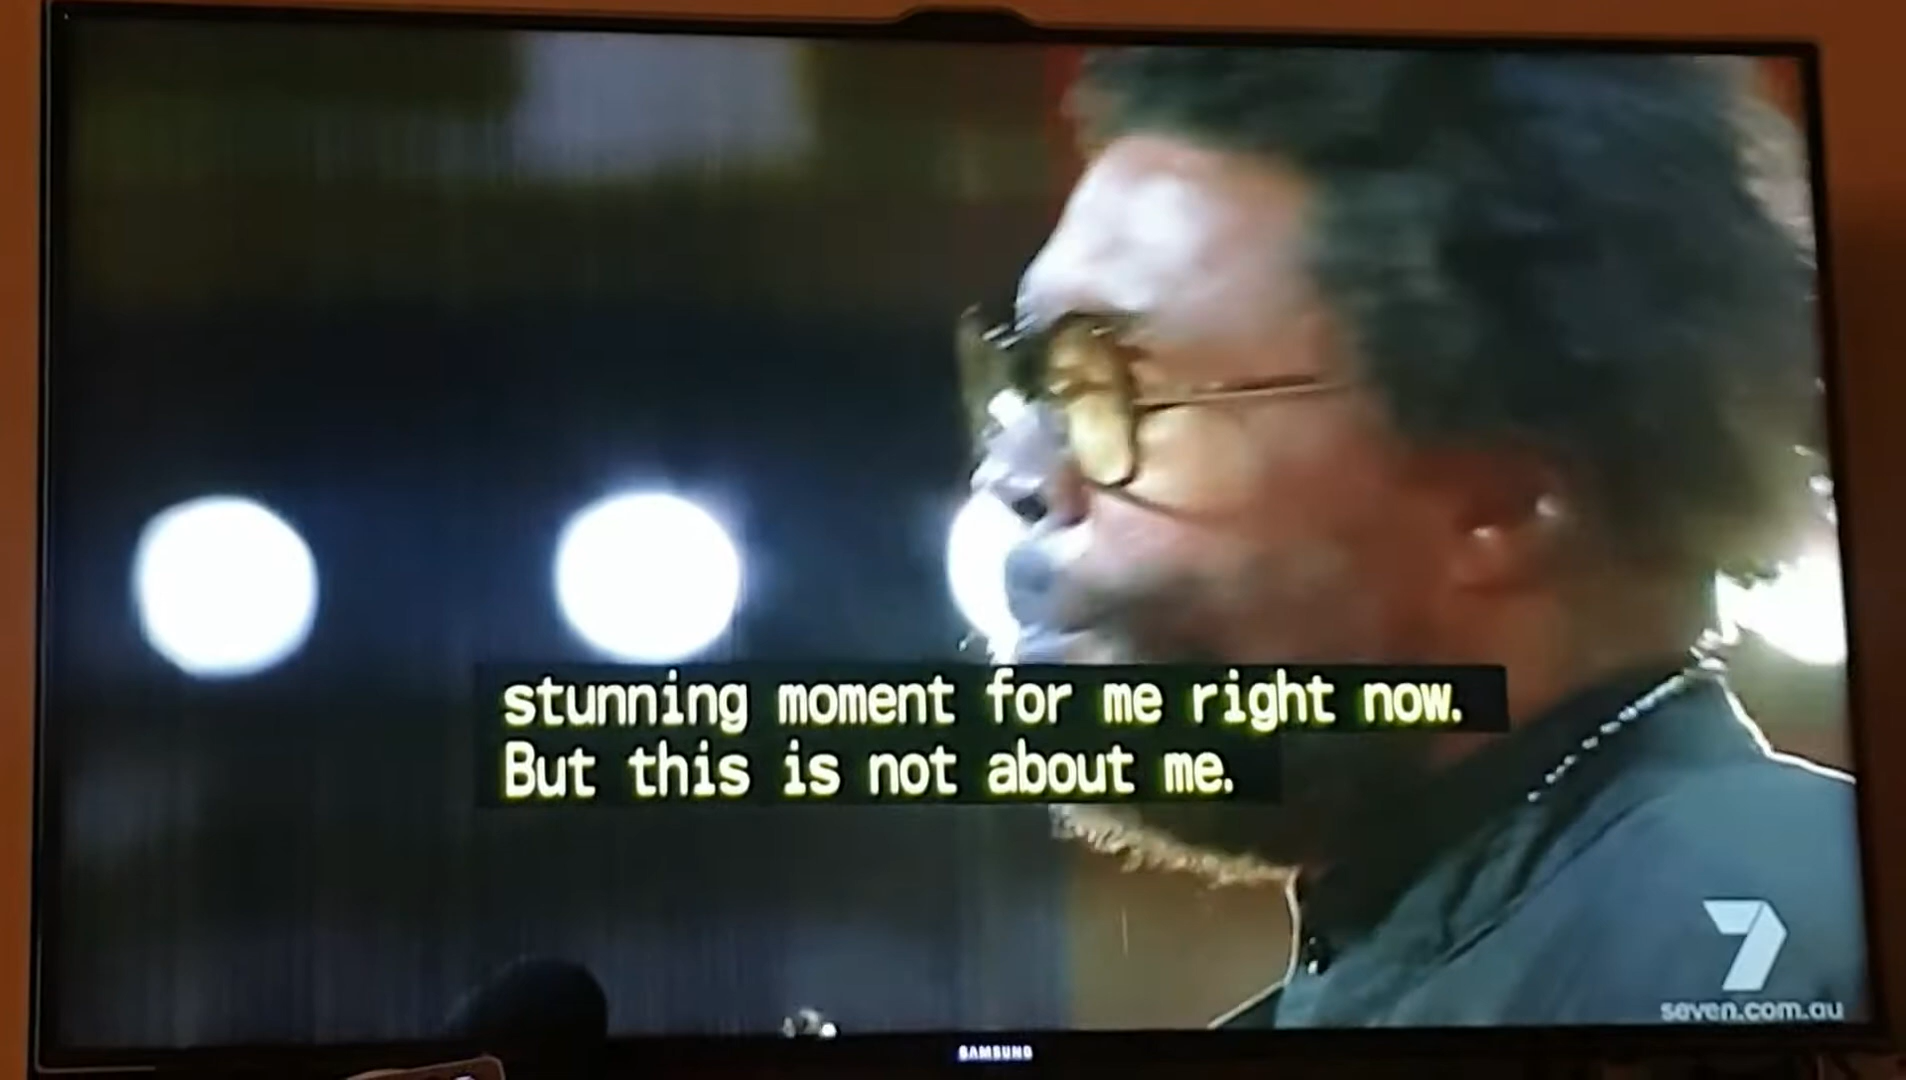 stunning moment for me right now.
But this is not about me.
7
seven.com.au
SAMSUNG